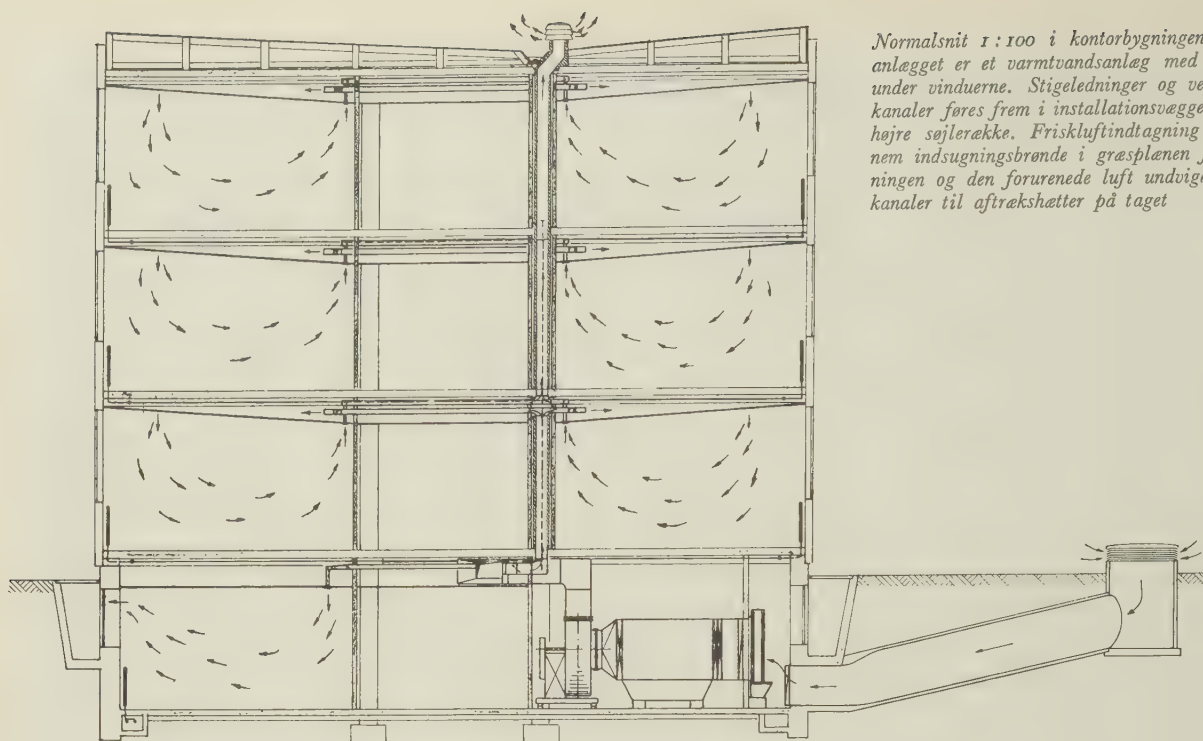 Normalsnit 1:100 i kontorbygningen
anlægget er et varmtvandsanlæg med
under vinduerne. Stigeledninger og ve
kanaler føres frem i installationsvægge
højre søjlerække. Friskluftindtagning
nem indsugningsbrønde i græsplænen f
ningen og den forurenede luft undvige
kanaler til aftrækshætter på taget